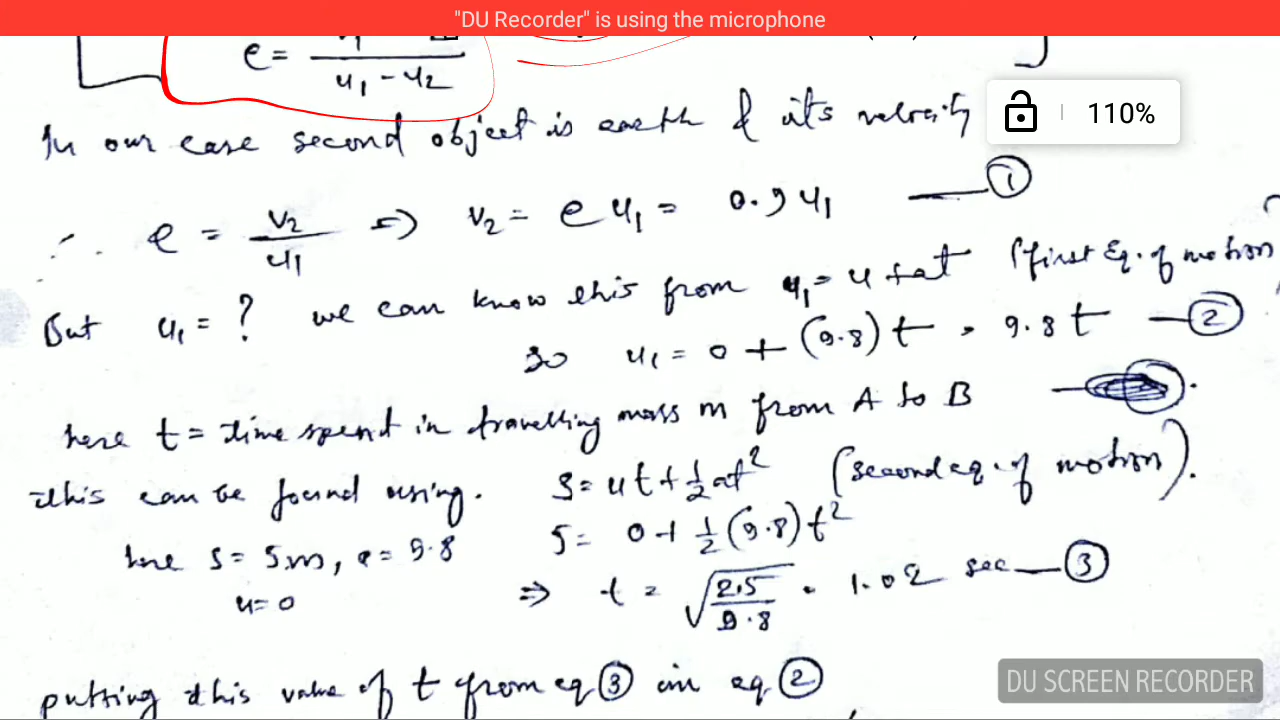 "DU Recorder" is using the microphone
e = u1 - u2
110%
In our case second object is earth & its velocity
∴ e = v2/u1 ⇒ v2 = e u1 = 0.9 u1 — ①
But u1 = ? we can know this from u1 = u + at (first Eq. of motion
so u1 = 0 + (9.8) t = 9.8 t — ②
here t = time spent in travelling mass m from A to B
this can be found using. S = ut + 1/2 at² (second eq. of motion).
5 = 0 + 1/2 (9.8) t²
here s = 5m, a = 9.8
u = 0
⇒ t = √(2.5/9.8) = 1.02 sec — ③
putting this value of t from eq ③ in eq ②
DU SCREEN RECORDER